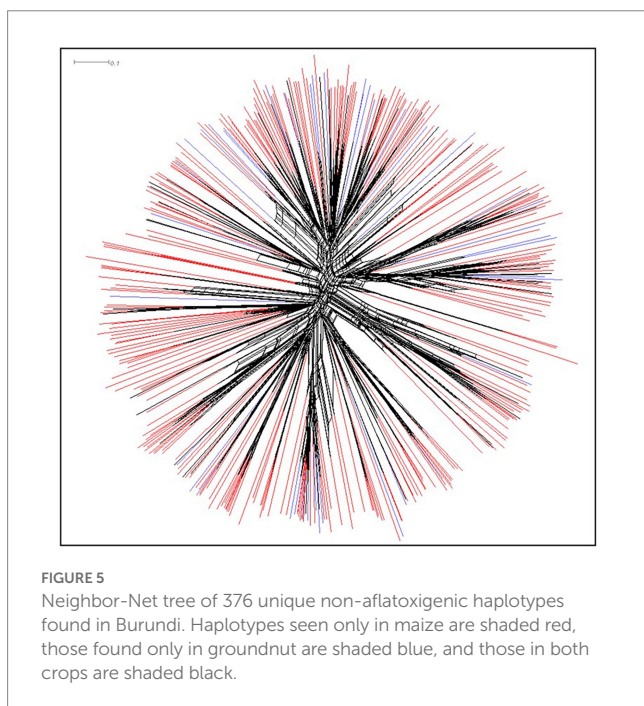 0.1
FIGURE 5
Neighbor-Net tree of 376 unique non-aflatoxigenic haplotypes
found in Burundi. Haplotypes seen only in maize are shaded red,
those found only in groundnut are shaded blue, and those in both
crops are shaded black.